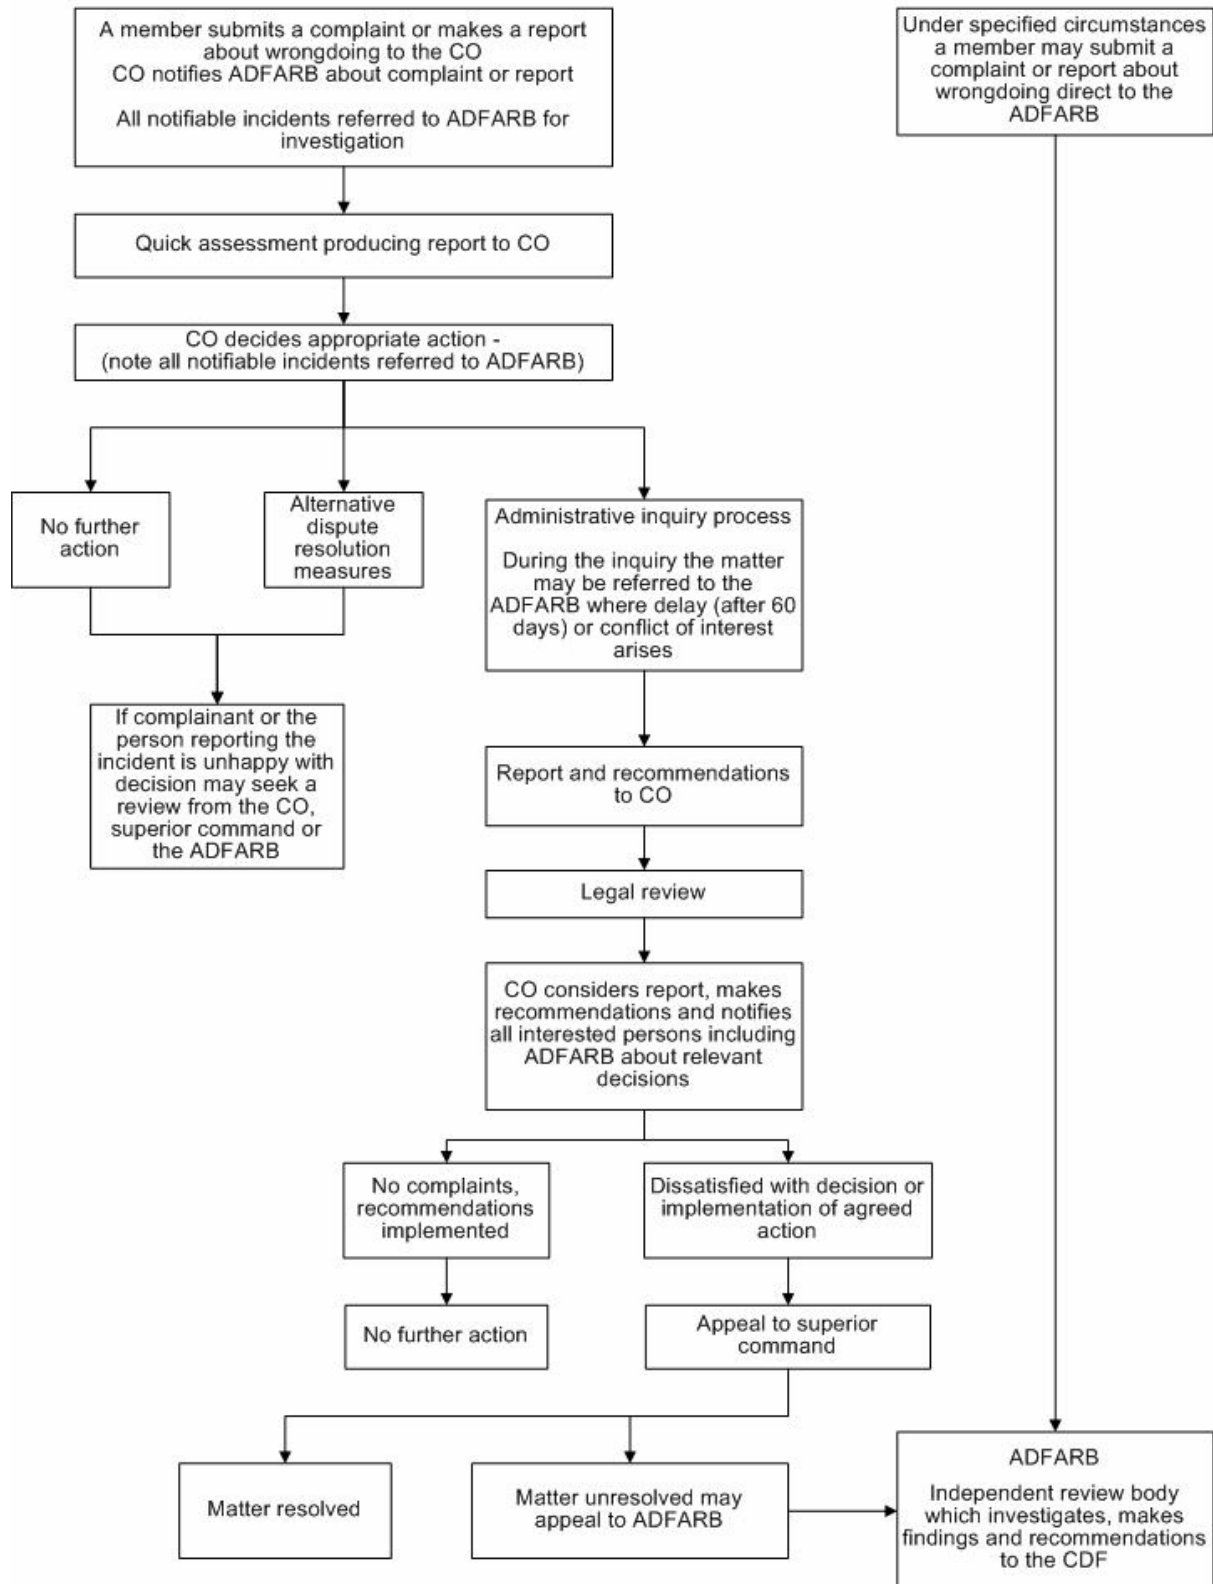 A member submits a complaint or makes a report
about wrongdoing to the CO
CO notifies ADFARB about complaint or report
All notifiable incidents referred to ADFARB for
investigation
Under specified circumstances
a member may submit a
complaint or report about
wrongdoing direct to the
ADFARB
Quick assessment producing report to CO
CO decides appropriate action -
(note all notifiable incidents referred to ADFARB)
No further
action
Alternative
dispute
resolution
measures
Administrative inquiry process
During the inquiry the matter
may be referred to the
ADFARB where delay (after 60
days) or conflict of interest
arises
If complainant or the
person reporting the
incident is unhappy with
decision may seek a
review from the CO,
superior command or
the ADFARB
Report and recommendations
to CO
Legal review
CO considers report, makes
recommendations and notifies
all interested persons including
ADFARB about relevant
decisions
No complaints,
recommendations
implemented
Dissatisfied with decision or
implementation of agreed
action
No further action
Appeal to superior
command
Matter resolved
Matter unresolved may
appeal to ADFARB
ADFARB
Independent review body
which investigates, makes
findings and recommendations
to the CDF